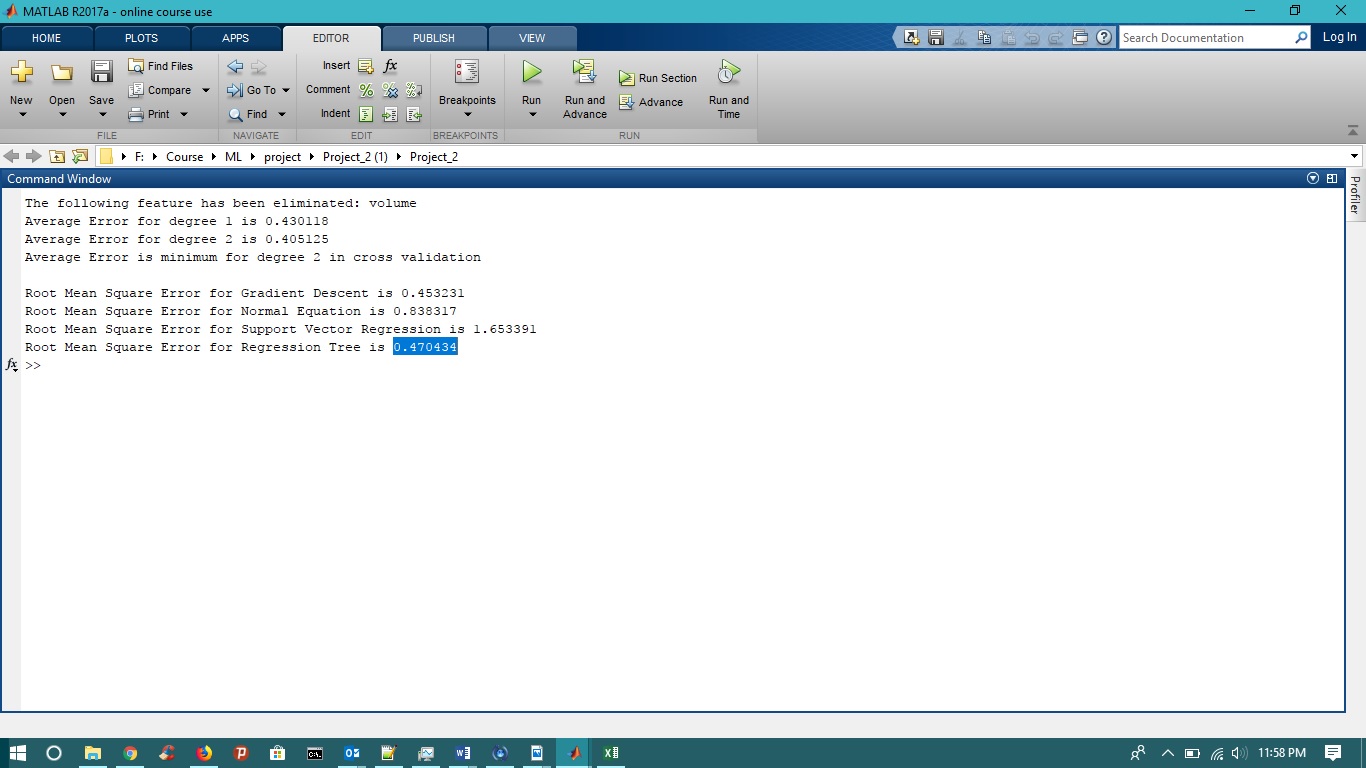 MATLAB R2017a - online course use
HOME PLOTS APPS EDITOR PUBLISH VIEW
Search Documentation
Log In
New
Open
Save
Find Files
Compare
Print
Go To
Find
Insert
fx
Comment
Indent
Breakpoints
Run
Run and Advance
Run Section
Advance
Run and Time
FILE NAVIGATE EDIT BREAKPOINTS RUN
F: Course ML project Project_2 (1) Project_2
Command Window
Profiler
The following feature has been eliminated: volume
Average Error for degree 1 is 0.430118
Average Error for degree 2 is 0.405125
Average Error is minimum for degree 2 in cross validation
Root Mean Square Error for Gradient Descent is 0.453231
Root Mean Square Error for Normal Equation is 0.838317
Root Mean Square Error for Support Vector Regression is 1.653391
Root Mean Square Error for Regression Tree is 0.470434
fx >>
11:58 PM